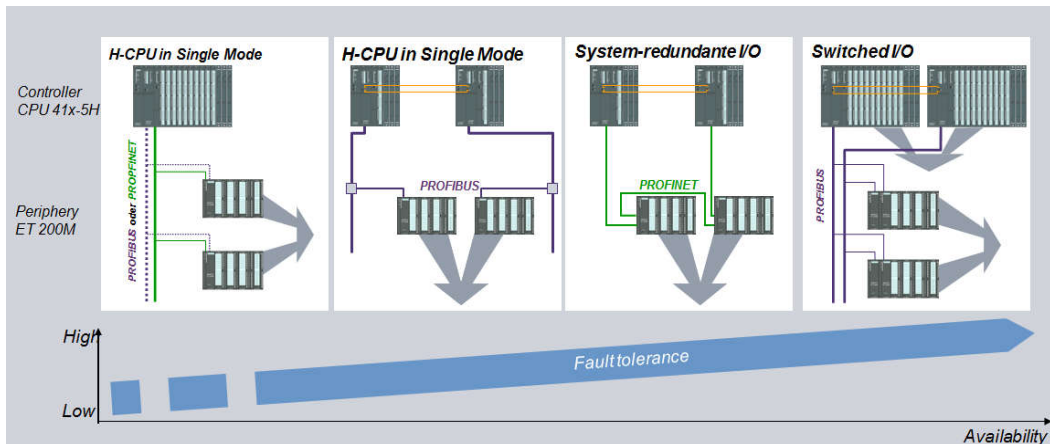 H-CPU in Single Mode
H-CPU in Single Mode
System-redundante I/O
Switched I/O
Controller
CPU 41x-5H
Periphery
ET 200M
PROFIBUS oder PROPFINET
PROFIBUS
PROFINET
PROFIBUS
High
Low
Fault tolerance
Availability